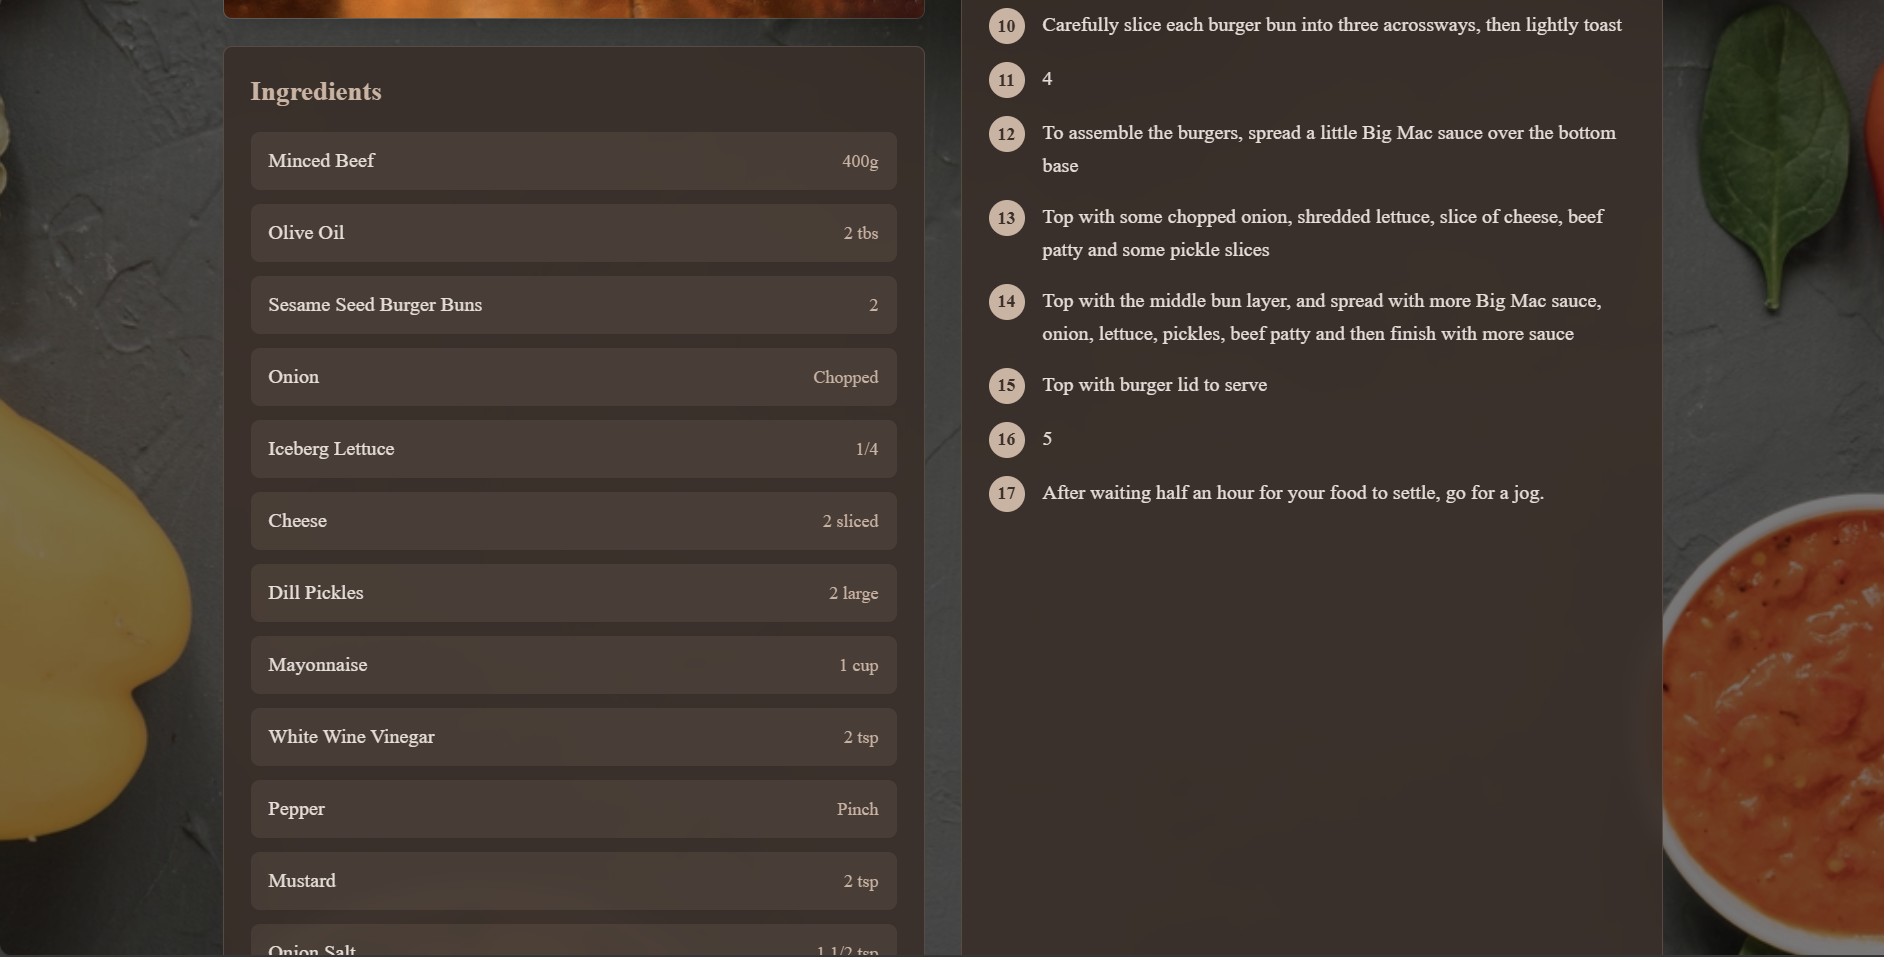 Ingredients
Minced Beef 400g
Olive Oil 2 tbs
Sesame Seed Burger Buns 2
Onion Chopped
Iceberg Lettuce 1/4
Cheese 2 sliced
Dill Pickles 2 large
Mayonnaise 1 cup
White Wine Vinegar 2 tsp
Pepper Pinch
Mustard 2 tsp
Onion Salt 1 1/2 tsp
10 Carefully slice each burger bun into three acrossways, then lightly toast
11 4
12 To assemble the burgers, spread a little Big Mac sauce over the bottom
base
13 Top with some chopped onion, shredded lettuce, slice of cheese, beef
patty and some pickle slices
14 Top with the middle bun layer, and spread with more Big Mac sauce,
onion, lettuce, pickles, beef patty and then finish with more sauce
15 Top with burger lid to serve
16 5
17 After waiting half an hour for your food to settle, go for a jog.